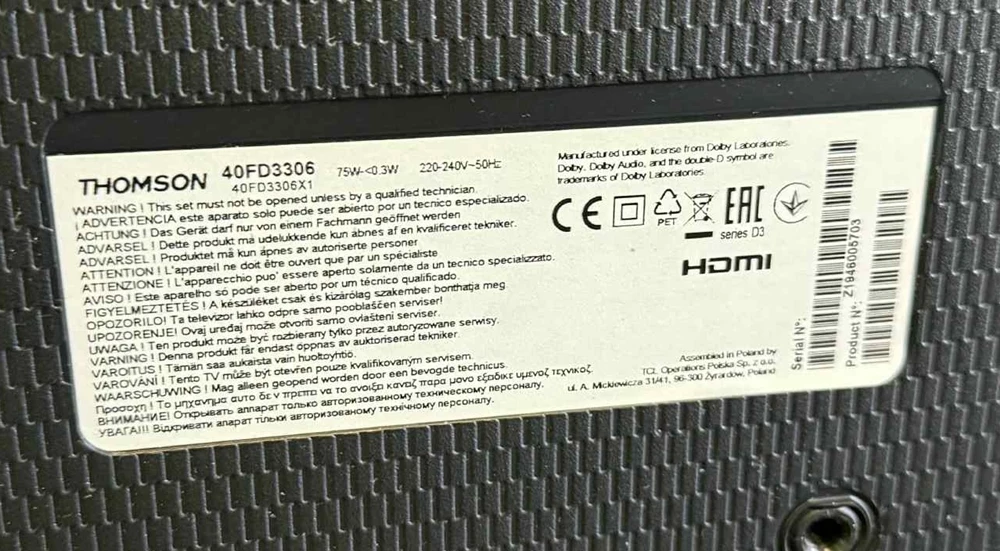 THOMSON 40FD3306 75W-<0.3W 220-240V~50Hz
40FD3306X1
WARNING ! This set must not be opened unless by a qualified technician.
¡ ADVERTENCIA este aparato solo puede ser abierto por un tecnico especializado.
ACHTUNG ! Das Gerät darf nur von einem Fachmann geöffnet werden
ADVARSEL ! Dette produkt må udelukkende kun åbnes af en kvalificeret tekniker.
ADVARSEL ! Produktet må kun åpnes av autoriserte personer
ATTENTION ! L'appareil ne doit être ouvert que par un spécialiste
ATTENZIONE ! L'apparecchio puo' essere aperto solamente da un tecnico specializzato.
AVISO ! Este aparelho só pode ser aberto por um técnico qualificado.
FIGYELMEZTETÉS ! A készüléket csak és kizárólag szakember bonthatja meg
OPOZORILO! Ta televizor lahko odpre samo pooblaščen serviser!
UPOZORENJE! Ovaj uređaj može otvoriti samo ovlašteni serviser.
UWAGA ! Ten produkt może być rozbierany tylko przez autoryzowane serwisy.
VARNING ! Denna produkt får endast öppnas av auktoriserad tekniker.
VAROITUS ! Tämän saa aukaista vain huoltoyhtiö.
VAROVÁNÍ ! Tento TV může být otevřen pouze kvalifikovaným servisem.
WAARSCHUWING ! Mag alleen geopend worden door een bevoegde technicus.
Προσοχη ! Το μηχανημα αυτο δε ν πρεπει να το ανοιξει κανας παρα μονο εξειδικευμενος τεχνικος
ВНИМАНИЕ! Открывать аппарат только авторизованному техническому персоналу.
УВАГА!!! Відкривати апарат тільки авторизованому технічному персоналу.
Manufactured under license from Dolby Laboratories.
Dolby, Dolby Audio, and the double-D symbol are
trademarks of Dolby Laboratories
CE PET EAC
series D3
HDMI
Assembled in Poland by
TCL Operations Polska Sp. z o.o.
ul. A. Mickiewicza 31/41, 96-300 Żyrardów, Poland
Serial N°:
Product N°: Z1946005703